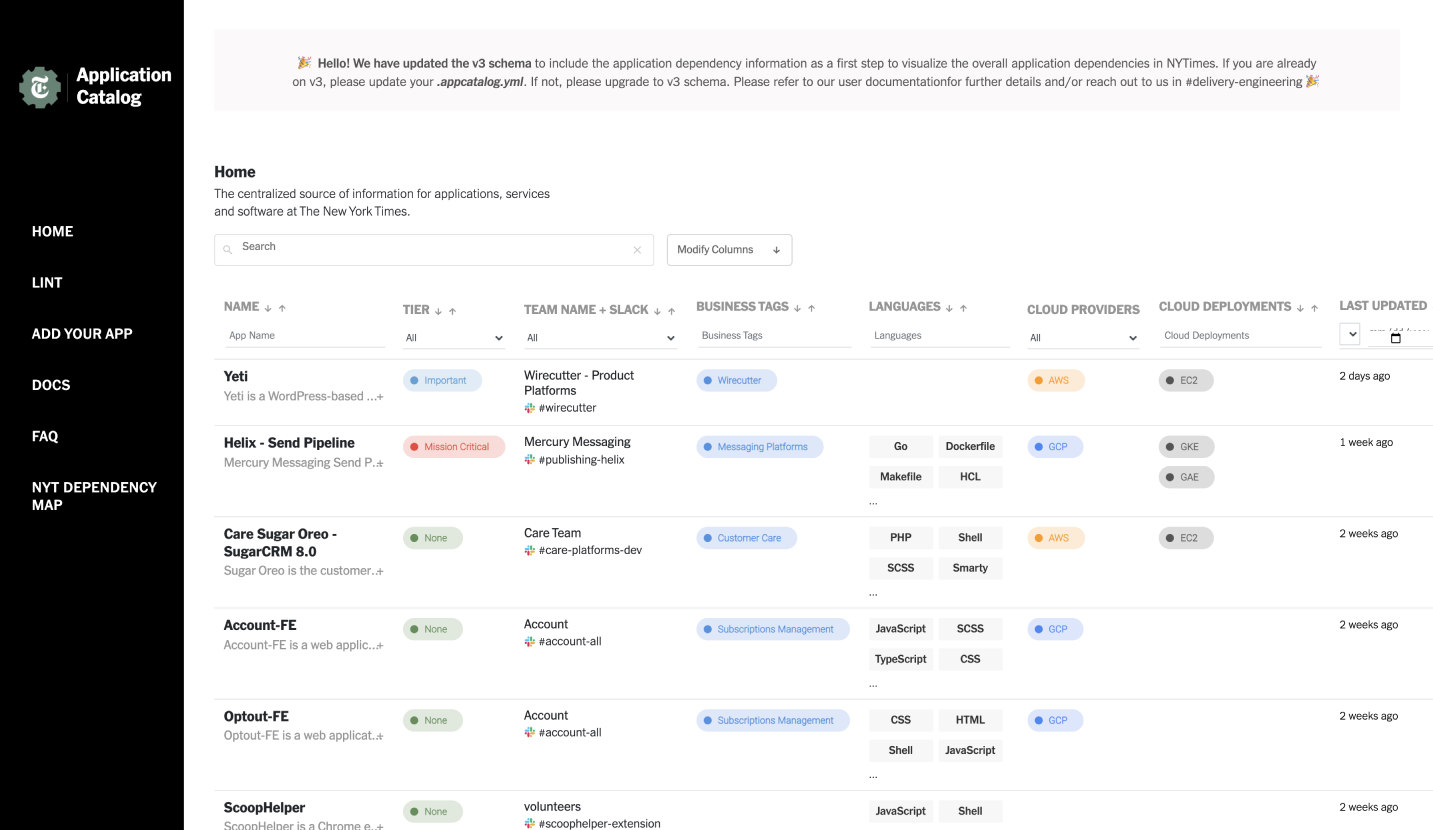 Application
Catalog
HOME
LINT
ADD YOUR APP
DOCS
FAQ
NYT DEPENDENCY
MAP
🎉 Hello! We have updated the v3 schema to include the application dependency information as a first step to visualize the overall application dependencies in NYTimes. If you are already
on v3, please update your .appcatalog.yml. If not, please upgrade to v3 schema. Please refer to our user documentationfor further details and/or reach out to us in #delivery-engineering 🎉
Home
The centralized source of information for applications, services
and software at The New York Times.
Search
Modify Columns ↓
NAME ↓ ↑ TIER ↓ ↑ TEAM NAME + SLACK ↓ ↑ BUSINESS TAGS ↓ ↑ LANGUAGES ↓ ↑ CLOUD PROVIDERS CLOUD DEPLOYMENTS ↓ ↑ LAST UPDATED
App Name All All Business Tags Languages All Cloud Deployments
Yeti Important Wirecutter - Product Wirecutter AWS EC2 2 days ago
Platforms
Yeti is a WordPress-based ...+
#wirecutter
Helix - Send Pipeline Mission Critical Mercury Messaging Messaging Platforms Go Dockerfile GCP GKE 1 week ago
Mercury Messaging Send P...+ #publishing-helix
Makefile HCL GAE
...
Care Sugar Oreo - None Care Team Customer Care PHP Shell AWS EC2 2 weeks ago
SugarCRM 8.0 #care-platforms-dev
Sugar Oreo is the customer...+ SCSS Smarty
...
Account-FE None Account Subscriptions Management JavaScript SCSS GCP 2 weeks ago
Account-FE is a web applic...+ #account-all
TypeScript CSS
...
Optout-FE None Account Subscriptions Management CSS HTML GCP 2 weeks ago
Optout-FE is a web applicat...+ #account-all
Shell JavaScript
...
ScoopHelper None volunteers JavaScript Shell 2 weeks ago
ScoopHelper is a Chrome e...+ #scoophelper-extension